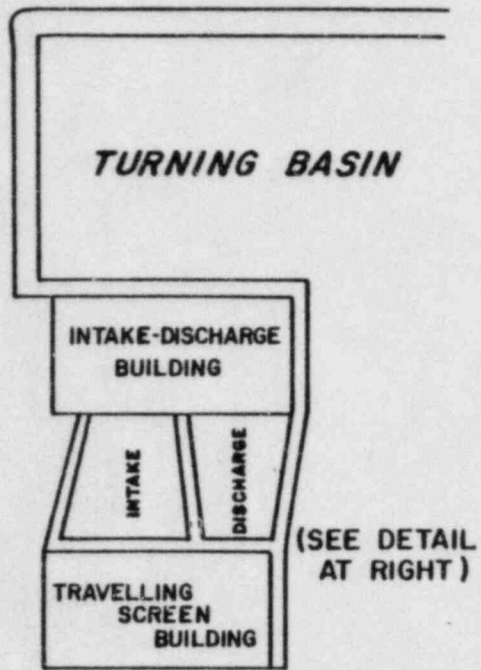 TURNING BASIN
INTAKE-DISCHARGE
BUILDING
INTAKE
DISCHARGE
(SEE DETAIL
AT RIGHT)
TRAVELLING
SCREEN
BUILDING